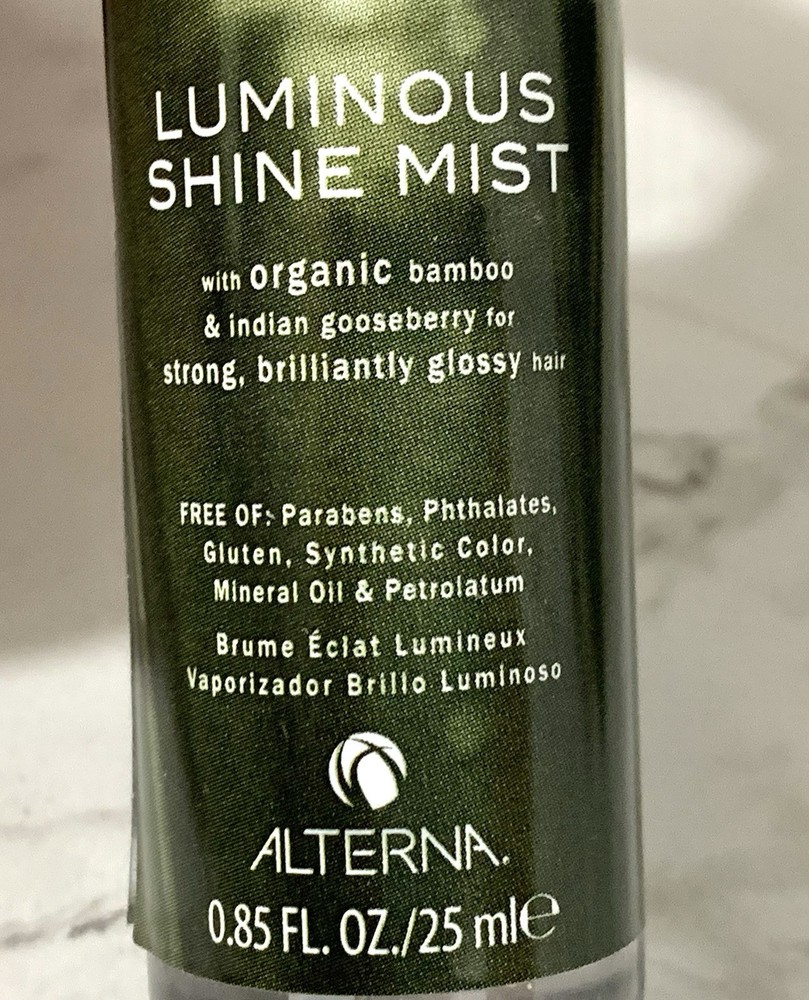 LUMINOUS
SHINE MIST
with organic bamboo
& indian gooseberry for
strong, brilliantly glossy hair
FREE OF: Parabens, Phthalates,
Gluten, Synthetic Color,
Mineral Oil & Petrolatum
Brume Éclat Lumineux
Vaporizador Brillo Luminoso
ALTERNA.
0.85 FL. OZ./25 ml℮